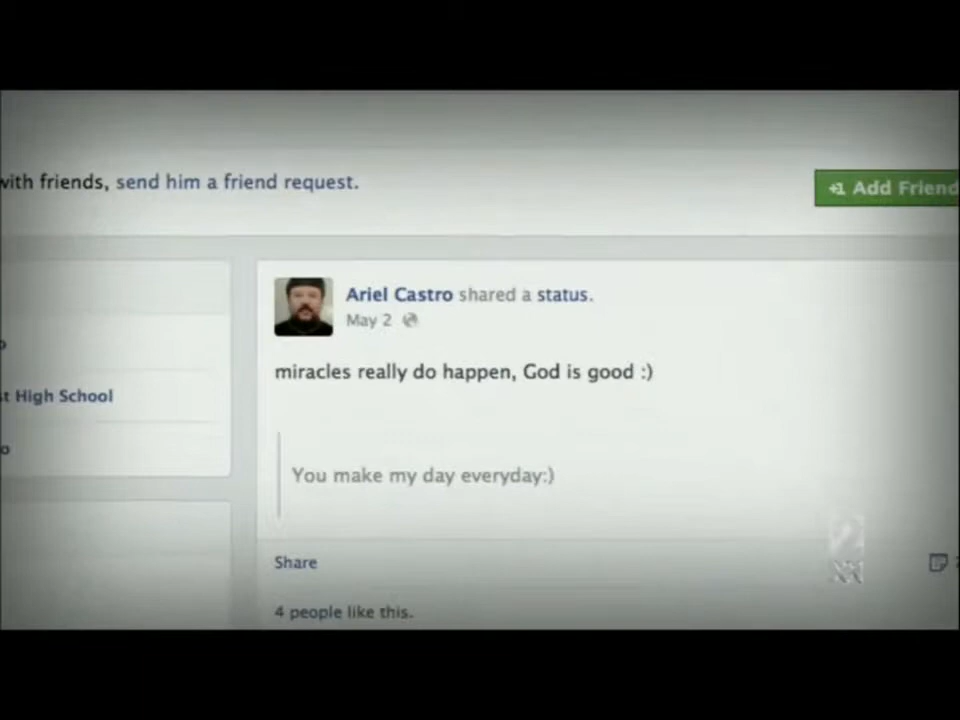 with friends, send him a friend request.
+1 Add Friend
Ariel Castro shared a status.
May 2
miracles really do happen, God is good :)
High School
You make my day everyday:)
Share
4 people like this.